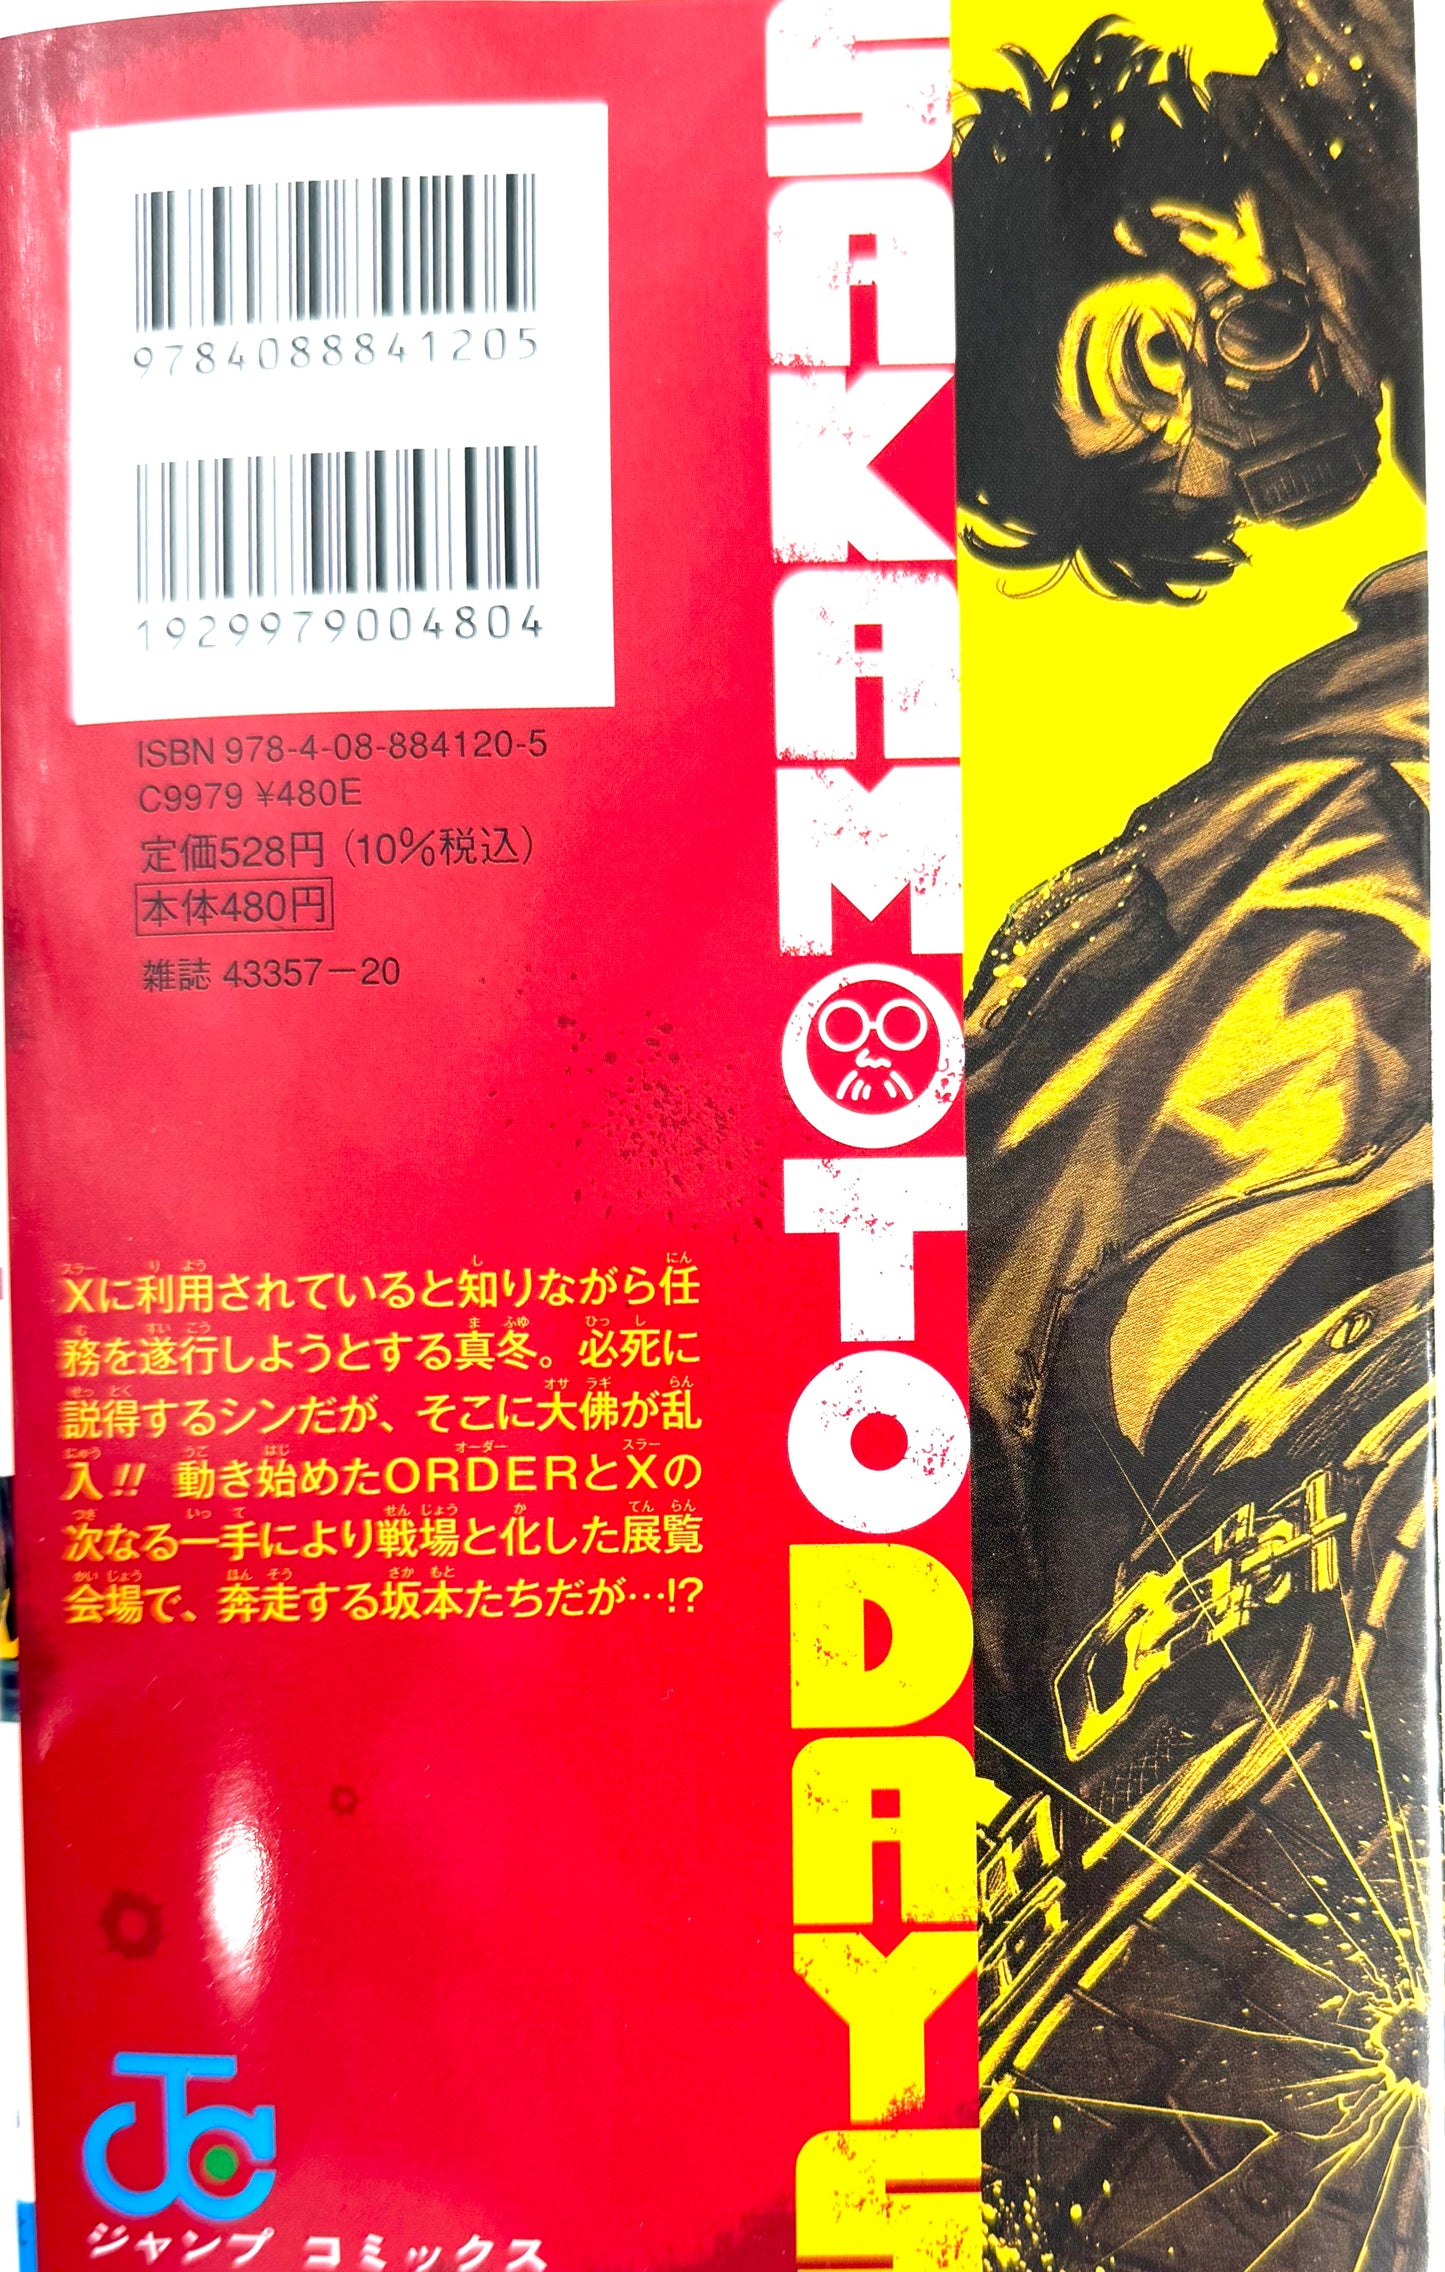 9784088841205
1929979004804
ISBN 978-4-08-884120-5
C9979 ¥480E
定価528円(10%税込)
本体480円
雑誌 43357-20
SAKAMOTO DAYS
Xに利用されていると知りながら任
務を遂行しようとする真冬。必死に
説得するシンだが、そこに大佛が乱
入!! 動き始めたORDERとXの
次なる一手により戦場と化した展覧
会場で、奔走する坂本たちだが…!?
JC
ジャンプ コミックス